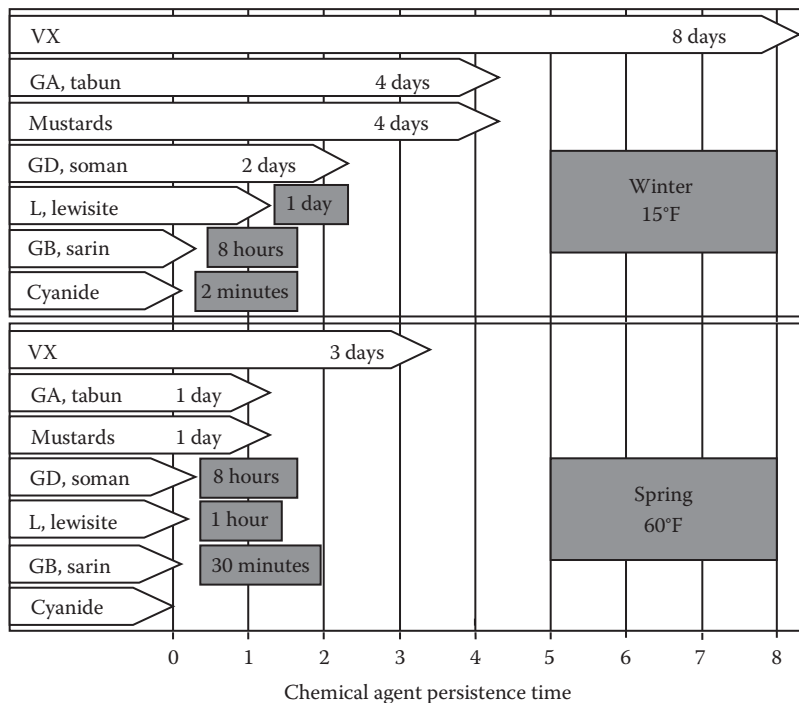 VX 8 days
GA, tabun 4 days
Mustards 4 days
GD, soman 2 days
L, lewisite 1 day
GB, sarin 8 hours
Cyanide 2 minutes
Winter
15°F
VX 3 days
GA, tabun 1 day
Mustards 1 day
GD, soman 8 hours
L, lewisite 1 hour
GB, sarin 30 minutes
Cyanide
Spring
60°F
0 1 2 3 4 5 6 7 8
Chemical agent persistence time